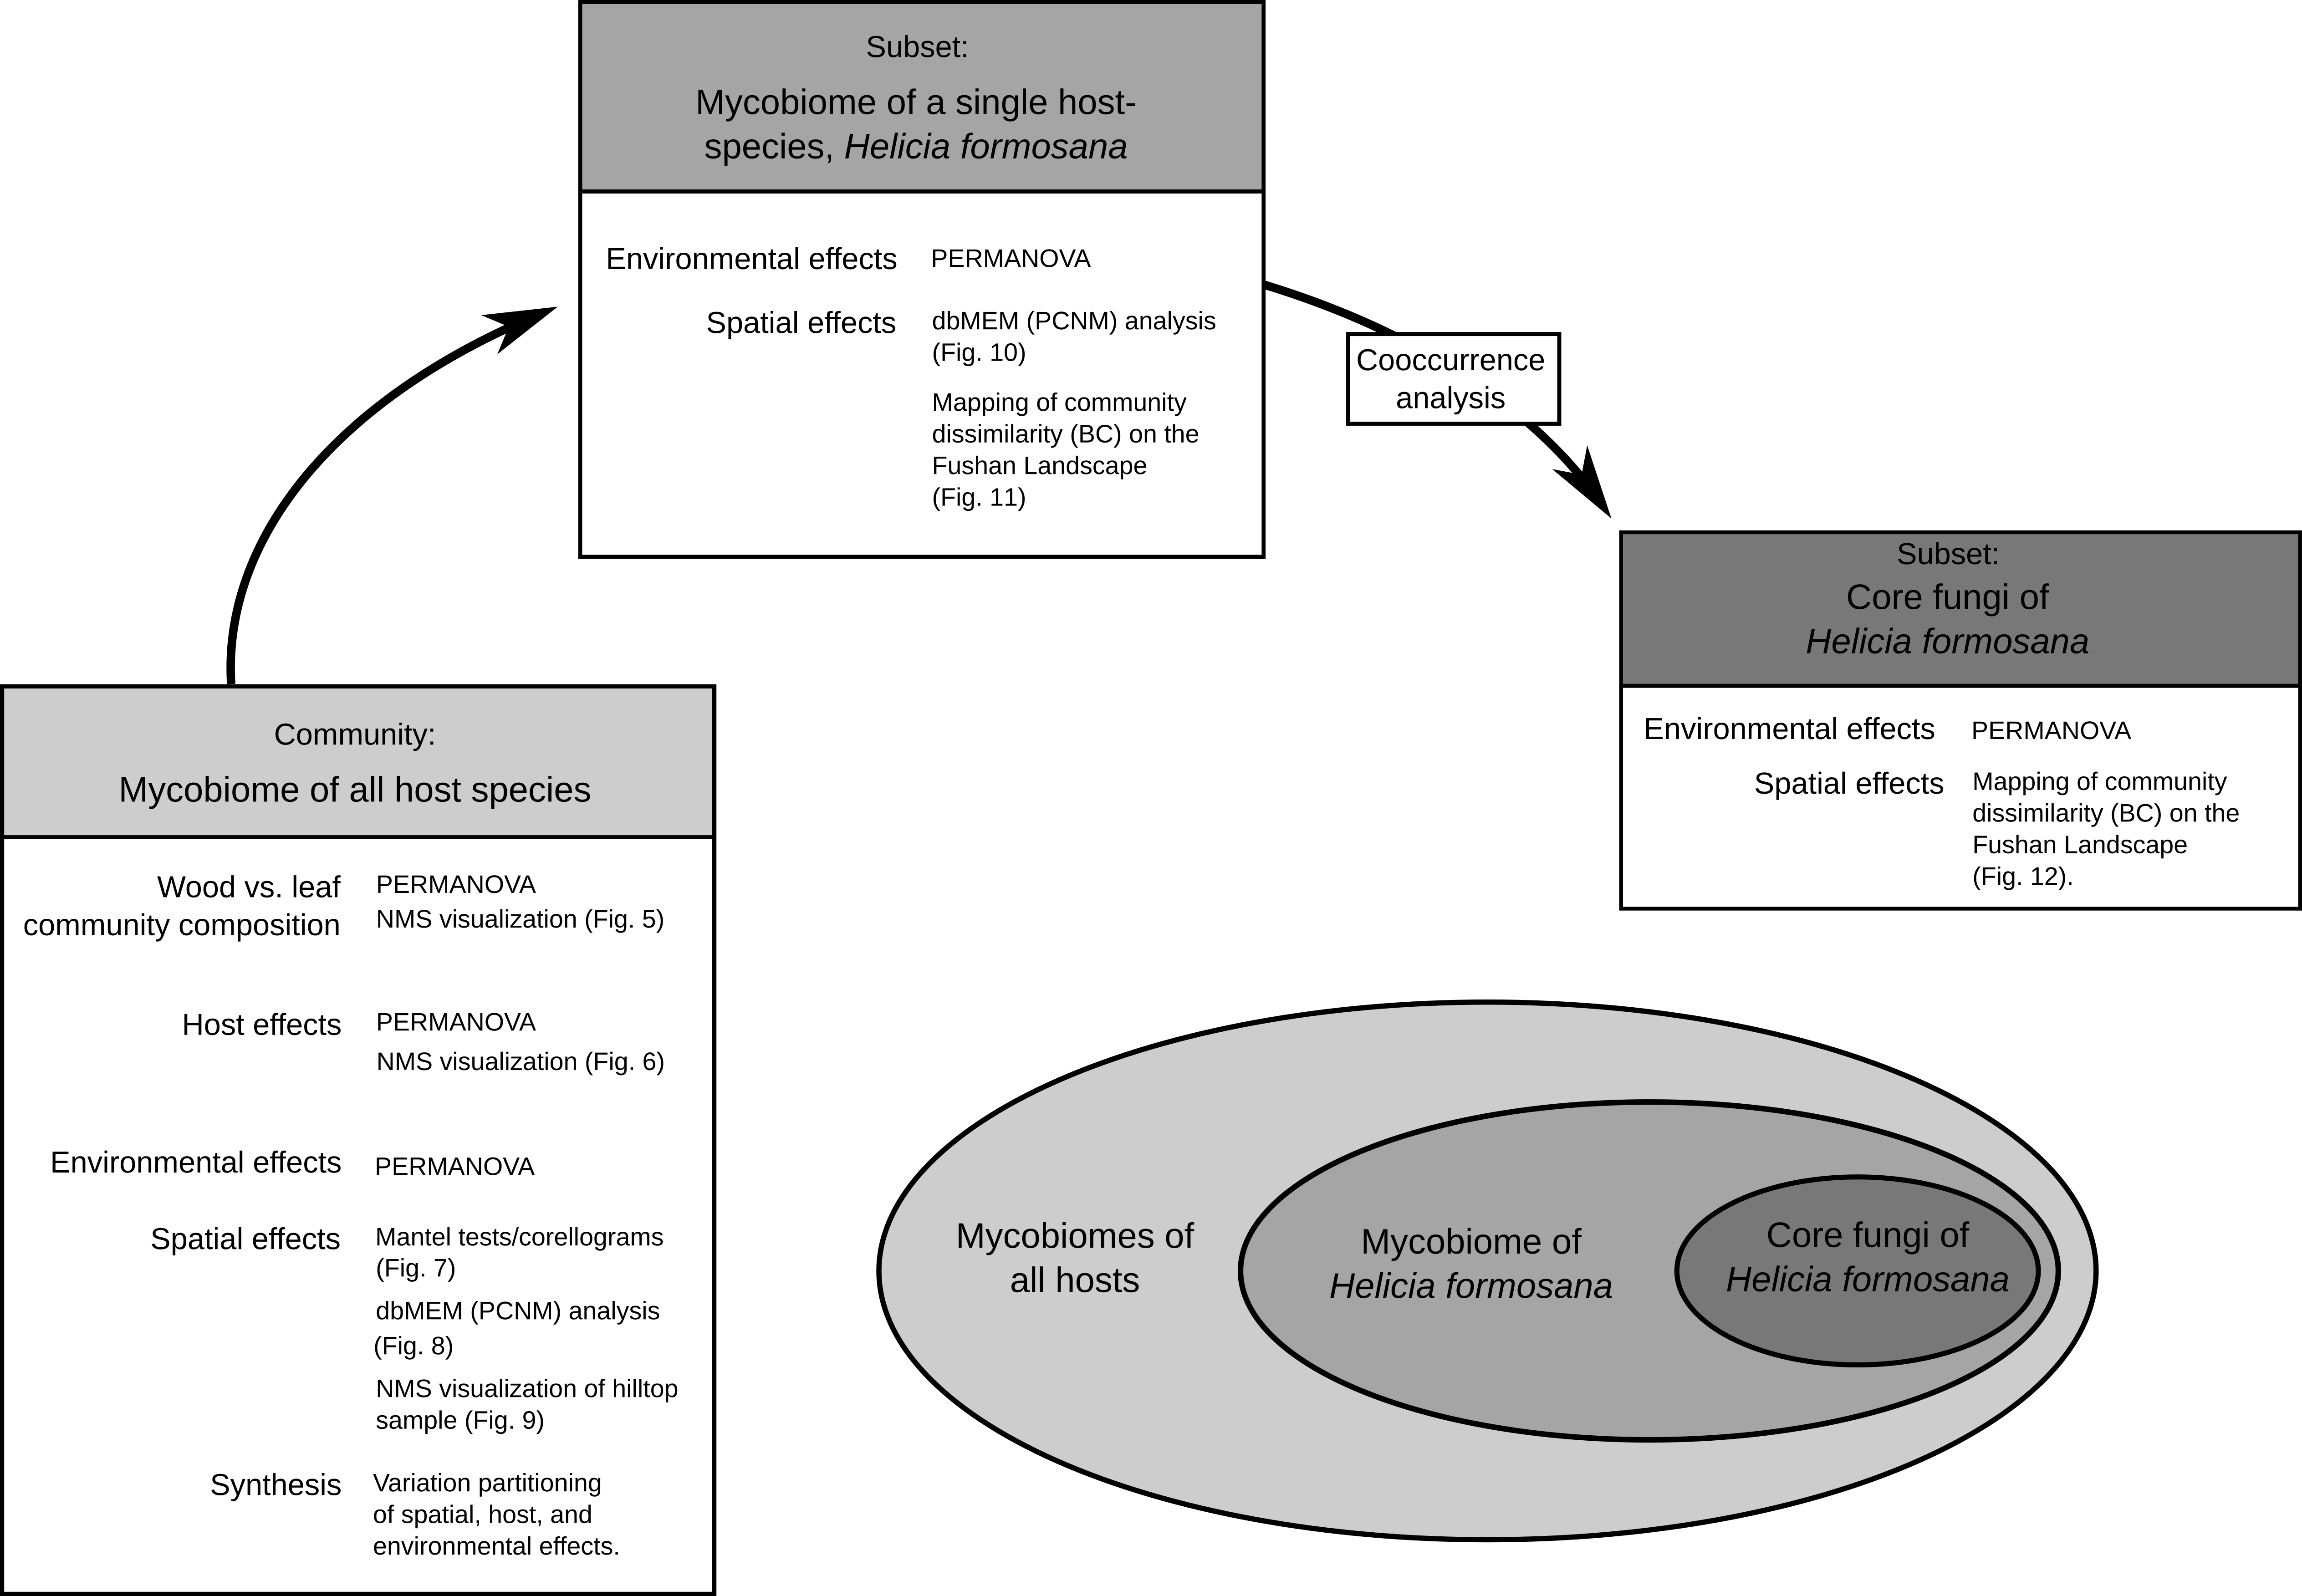 Subset:
Mycobiome of a single host-
species, Helicia formosana
Environmental effects PERMANOVA
Spatial effects dbMEM (PCNM) analysis
(Fig. 10)
Mapping of community
dissimilarity (BC) on the
Fushan Landscape
(Fig. 11)
Cooccurrence
analysis
Subset:
Core fungi of
Helicia formosana
Environmental effects PERMANOVA
Spatial effects Mapping of community
dissimilarity (BC) on the
Fushan Landscape
(Fig. 12).
Community:
Mycobiome of all host species
Wood vs. leaf PERMANOVA
community composition NMS visualization (Fig. 5)
Host effects PERMANOVA
NMS visualization (Fig. 6)
Environmental effects PERMANOVA
Spatial effects Mantel tests/corellograms
(Fig. 7)
dbMEM (PCNM) analysis
(Fig. 8)
NMS visualization of hilltop
sample (Fig. 9)
Synthesis Variation partitioning
of spatial, host, and
environmental effects.
Mycobiomes of
all hosts
Mycobiome of
Helicia formosana
Core fungi of
Helicia formosana